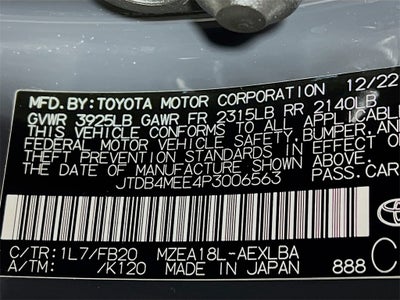 MFD.BY:TOYOTA MOTOR CORPORATION 12/22
GVWR 3925LB GAWR FR 2315LB RR 2140LB
THIS VEHICLE CONFORMS TO ALL APPLICABLE
FEDERAL MOTOR VEHICLE SAFETY, BUMPER, AND
THEFT PREVENTION STANDARDS IN EFFECT ON
THE DATE OF MANUFACTURE SHOWN ABOVE.
JTDB4MEE4P3006563 PASS.CAR
C/TR:1L7/FB20 MZEA18L-AEXLBA
A/TM: /K120 MADE IN JAPAN 888 C
TOYOTA